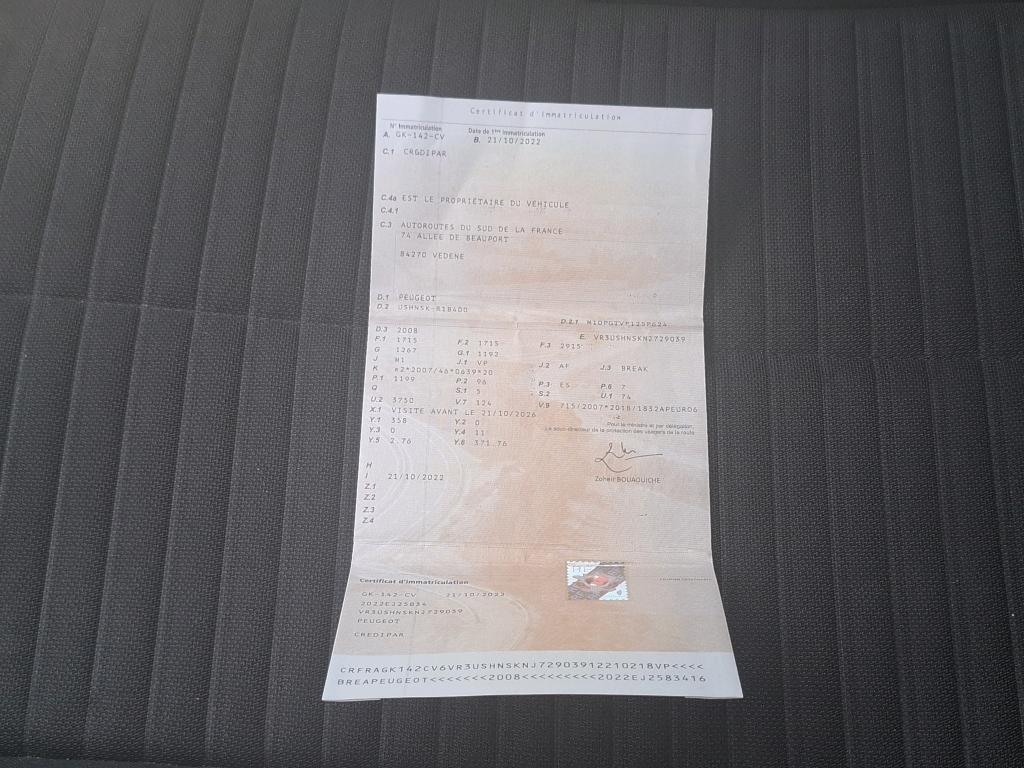 Certificat d'immatriculation
N° Immatriculation
A. GK-142-CV
Date de 1ère immatriculation
B. 21/10/2022
C.1 CREDIPAR
C.4a EST LE PROPRIÉTAIRE DU VÉHICULE
C.4.1
C.3 AUTOROUTES DU SUD DE LA FRANCE
74 ALLEE DE BEAUPORT
84270 VEDENE
D.1 PEUGEOT
D.2 USHNSK-R1B400
D.2.1 M10PGTVP125P624
D.3 2008
E. VR3USHNSKN2729039
F.1 1715 F.2 1715 F.3 2915
G 1267 G.1 1192
J M1 J.1 VP J.2 AF J.3 BREAK
K e2*2007/46*0639*20
P.1 1199 P.2 96 P.3 ES P.6 7
Q S.1 5 S.2 U.1 74
U.2 3750 V.7 124 V.9 715/2007*2018/1832APEURO6
X.1 VISITE AVANT LE 21/10/2026
Y.1 358 Y.2 0
Y.3 0 Y.4 11
Y.5 2.76 Y.6 371.76
Pour le ministre et par délégation,
Le sous-directeur de la protection des usagers de la route
Zoheir BOUAOUICHE
H
I 21/10/2022
Z.1
Z.2
Z.3
Z.4
Certificat d'immatriculation
GK-142-CV 21/10/2022
VR3USHNSKN2729039
PEUGEOT
CREDIPAR
CRFRAGK142CV6VR3USHNSKNJ72903912210218VP<<<<
BREAPEUGEOT<<<<<<<2008<<<<<<<<<2022EJ2583416